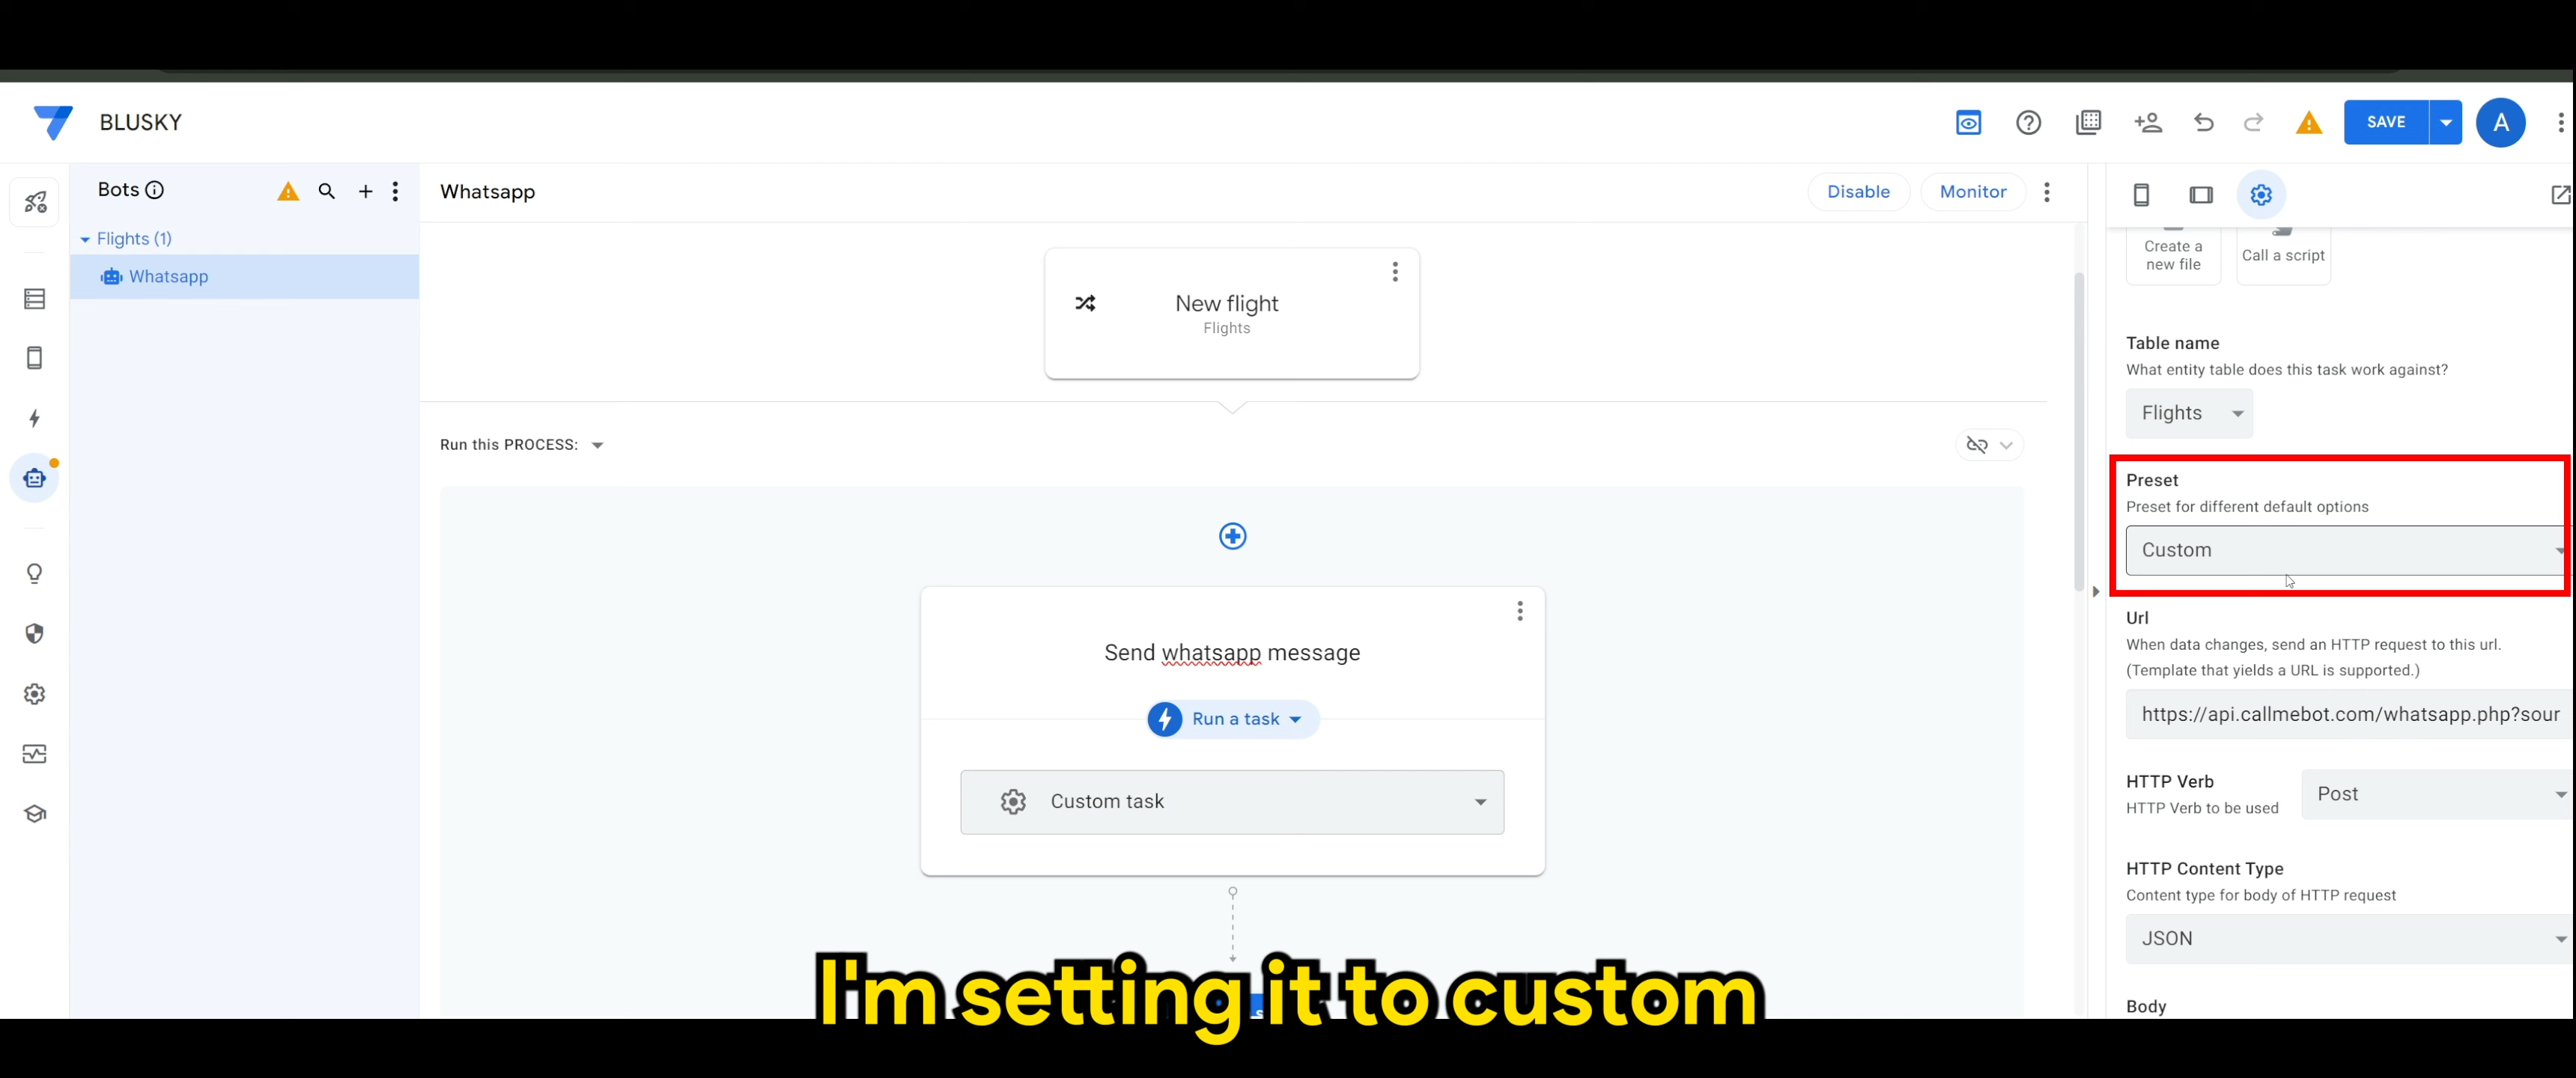 BLUSKY
SAVE
A
Bots
Flights (1)
Whatsapp
Whatsapp
Disable
Monitor
New flight
Flights
Run this PROCESS:
Send whatsapp message
Run a task
Custom task
Create a
new file
Call a script
Table name
What entity table does this task work against?
Flights
Preset
Preset for different default options
Custom
Url
When data changes, send an HTTP request to this url.
(Template that yields a URL is supported.)
https://api.callmebot.com/whatsapp.php?sour
HTTP Verb
HTTP Verb to be used
Post
HTTP Content Type
Content type for body of HTTP request
JSON
Body
I'm setting it to custom